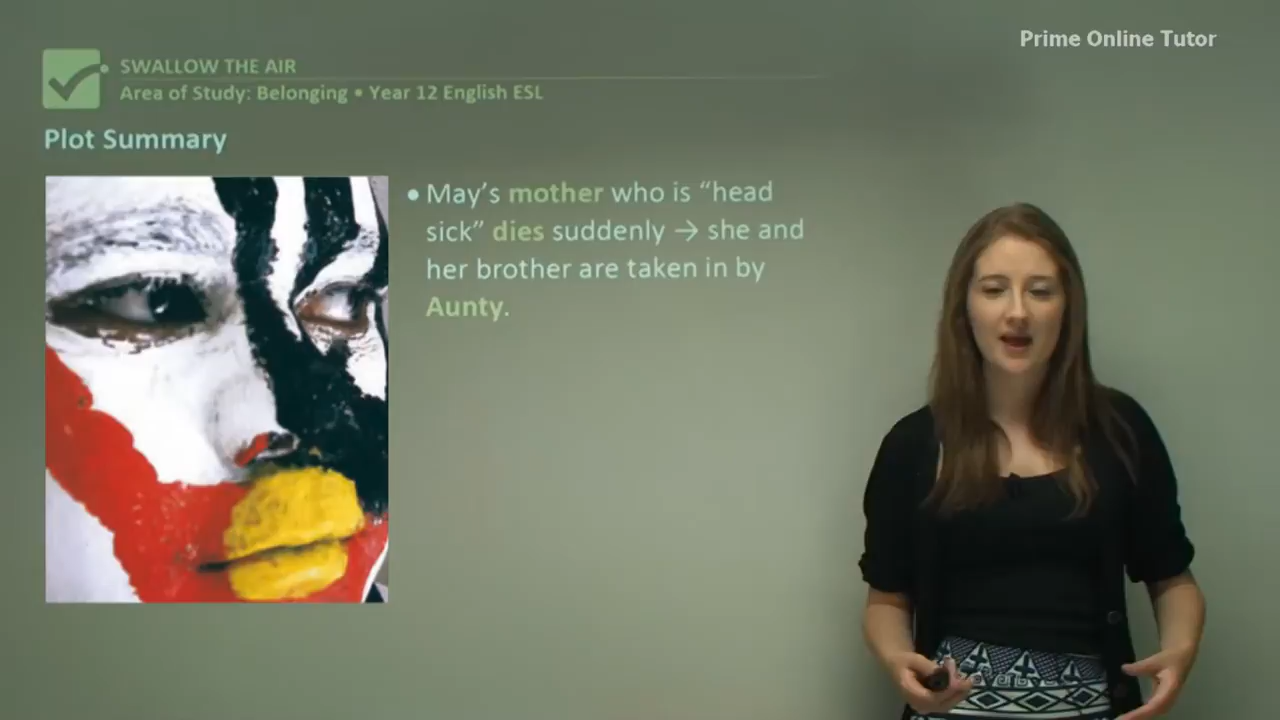 Prime Online Tutor
SWALLOW THE AIR
Area of Study: Belonging • Year 12 English ESL
Plot Summary
• May’s mother who is “head
sick” dies suddenly → she and
her brother are taken in by
Aunty.